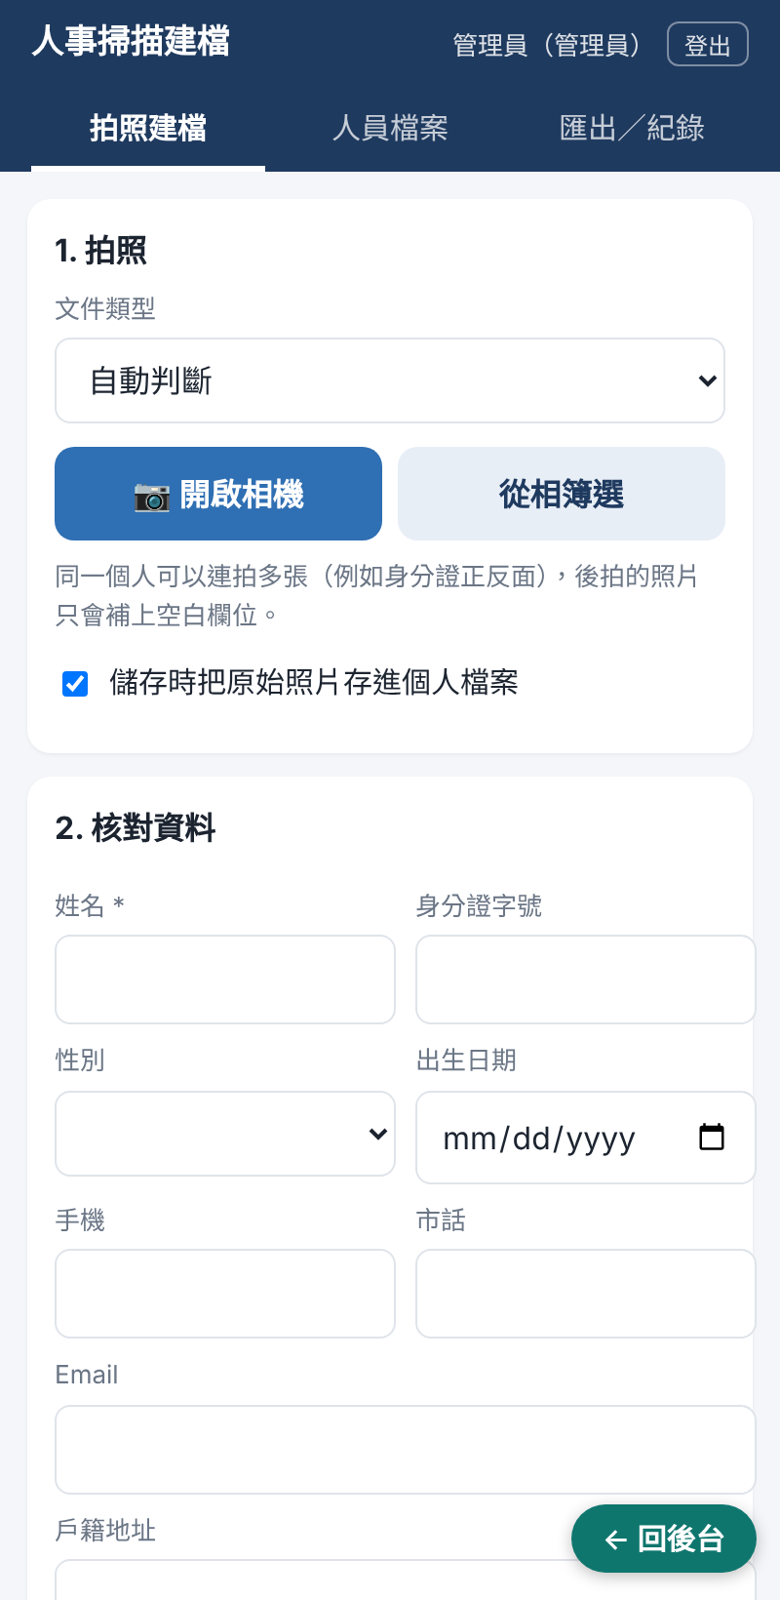 人事掃描建檔
管理員（管理員）
登出
拍照建檔
人員檔案
匯出／紀錄
1. 拍照
文件類型
自動判斷
📷 開啟相機
從相簿選
同一個人可以連拍多張（例如身分證正反面），後拍的照片
只會補上空白欄位。
儲存時把原始照片存進個人檔案
2. 核對資料
姓名 *
身分證字號
性別
出生日期
mm/dd/yyyy
手機
市話
Email
戶籍地址
← 回後台